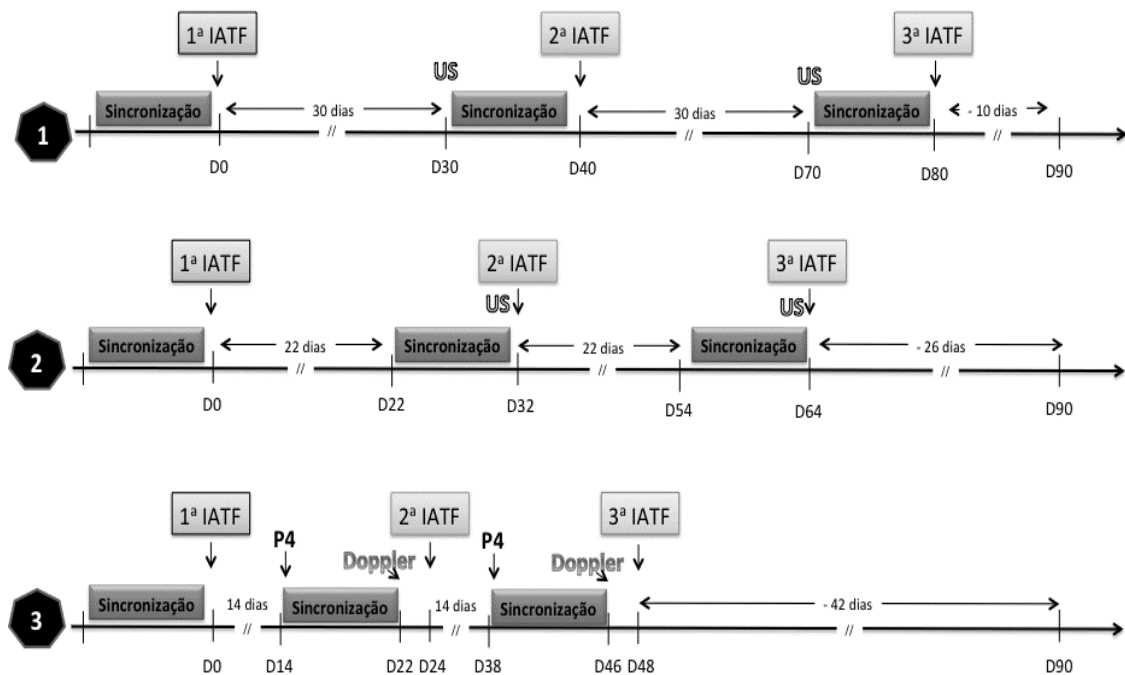 1ª IATF 2ª IATF 3ª IATF
US US
Sincronização 30 dias Sincronização 30 dias Sincronização - 10 dias
1 // // //
D0 D30 D40 D70 D80 D90
1ª IATF 2ª IATF 3ª IATF
US US
Sincronização 22 dias Sincronização 22 dias Sincronização - 26 dias
2 // // //
D0 D22 D32 D54 D64 D90
1ª IATF 2ª IATF 3ª IATF
P4 Doppler P4 Doppler
Sincronização 14 dias Sincronização 14 dias Sincronização - 42 dias
3 // // //
D0 D14 D22 D24 D38 D46 D48 D90